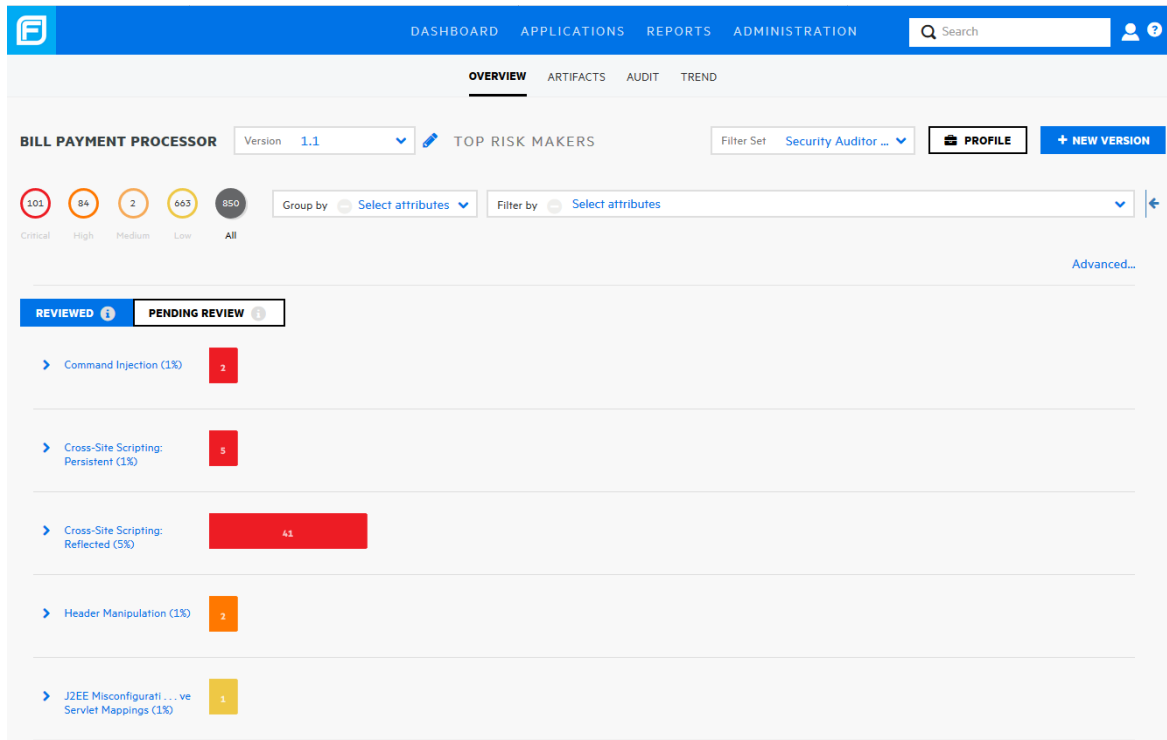 DASHBOARD APPLICATIONS REPORTS ADMINISTRATION Search ?
OVERVIEW ARTIFACTS AUDIT TREND
BILL PAYMENT PROCESSOR Version 1.1 TOP RISK MAKERS Filter Set Security Auditor ... PROFILE + NEW VERSION
101 84 2 663 850 Group by Select attributes Filter by Select attributes
Critical High Medium Low All
Advanced...
REVIEWED i PENDING REVIEW i
Command Injection (1%) 2
Cross-Site Scripting:
Persistent (1%) 5
Cross-Site Scripting:
Reflected (5%) 41
Header Manipulation (1%) 2
J2EE Misconfigurati . . . ve
Servlet Mappings (1%) 1